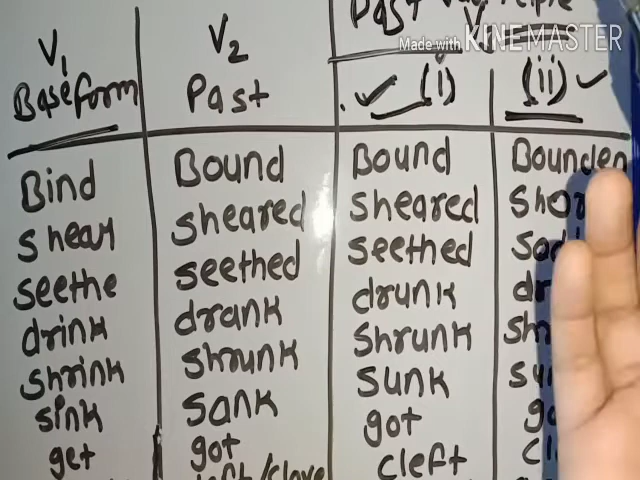 Past
V
Made with KINEMASTER
V1 V2
Baseform Past (i) (ii)
Bind Bound Bound Bounden
shear sheared sheared
seethe seethed seethed
drink drank drunk
shrink shrunk shrunk
sink sank sunk
get got got
cleft